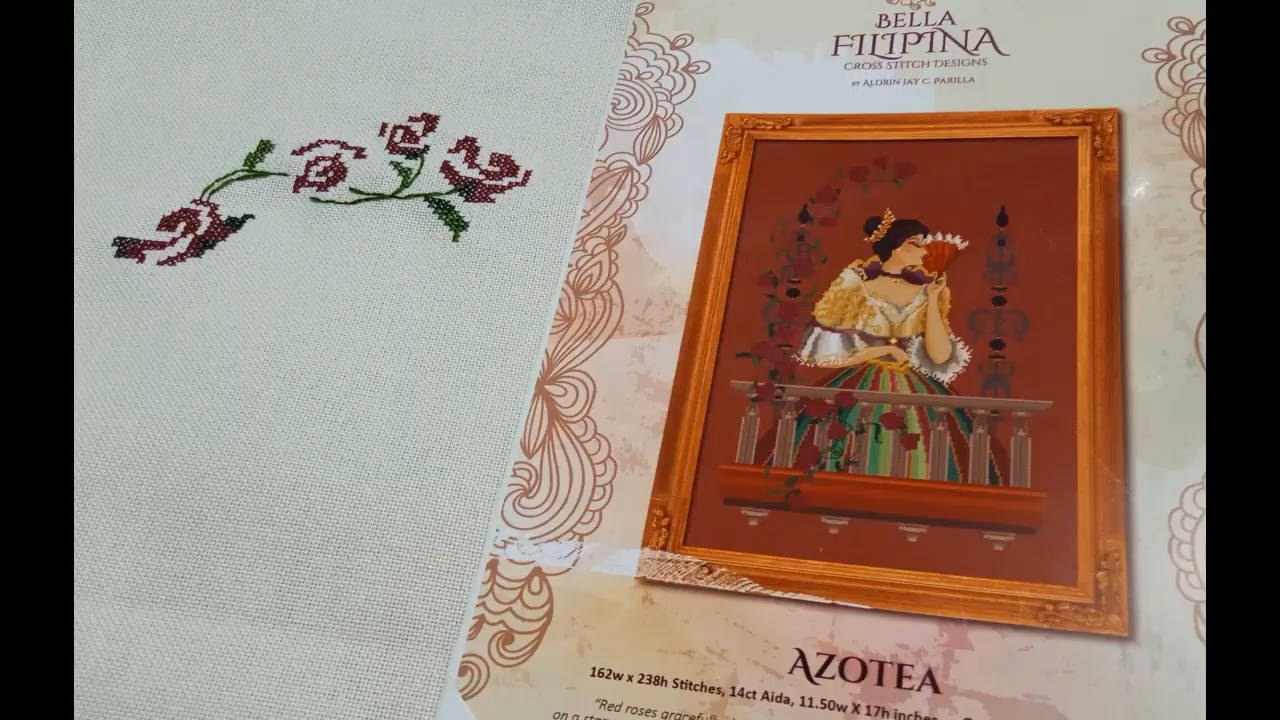 BELLA
FILIPINA
CROSS STITCH DESIGNS
BY ALDRIN JAY C. PARILLA
AZOTEA
162w x 238h Stitches, 14ct Aida, 11.50w X 17h inches
"Red roses gracefully
on a